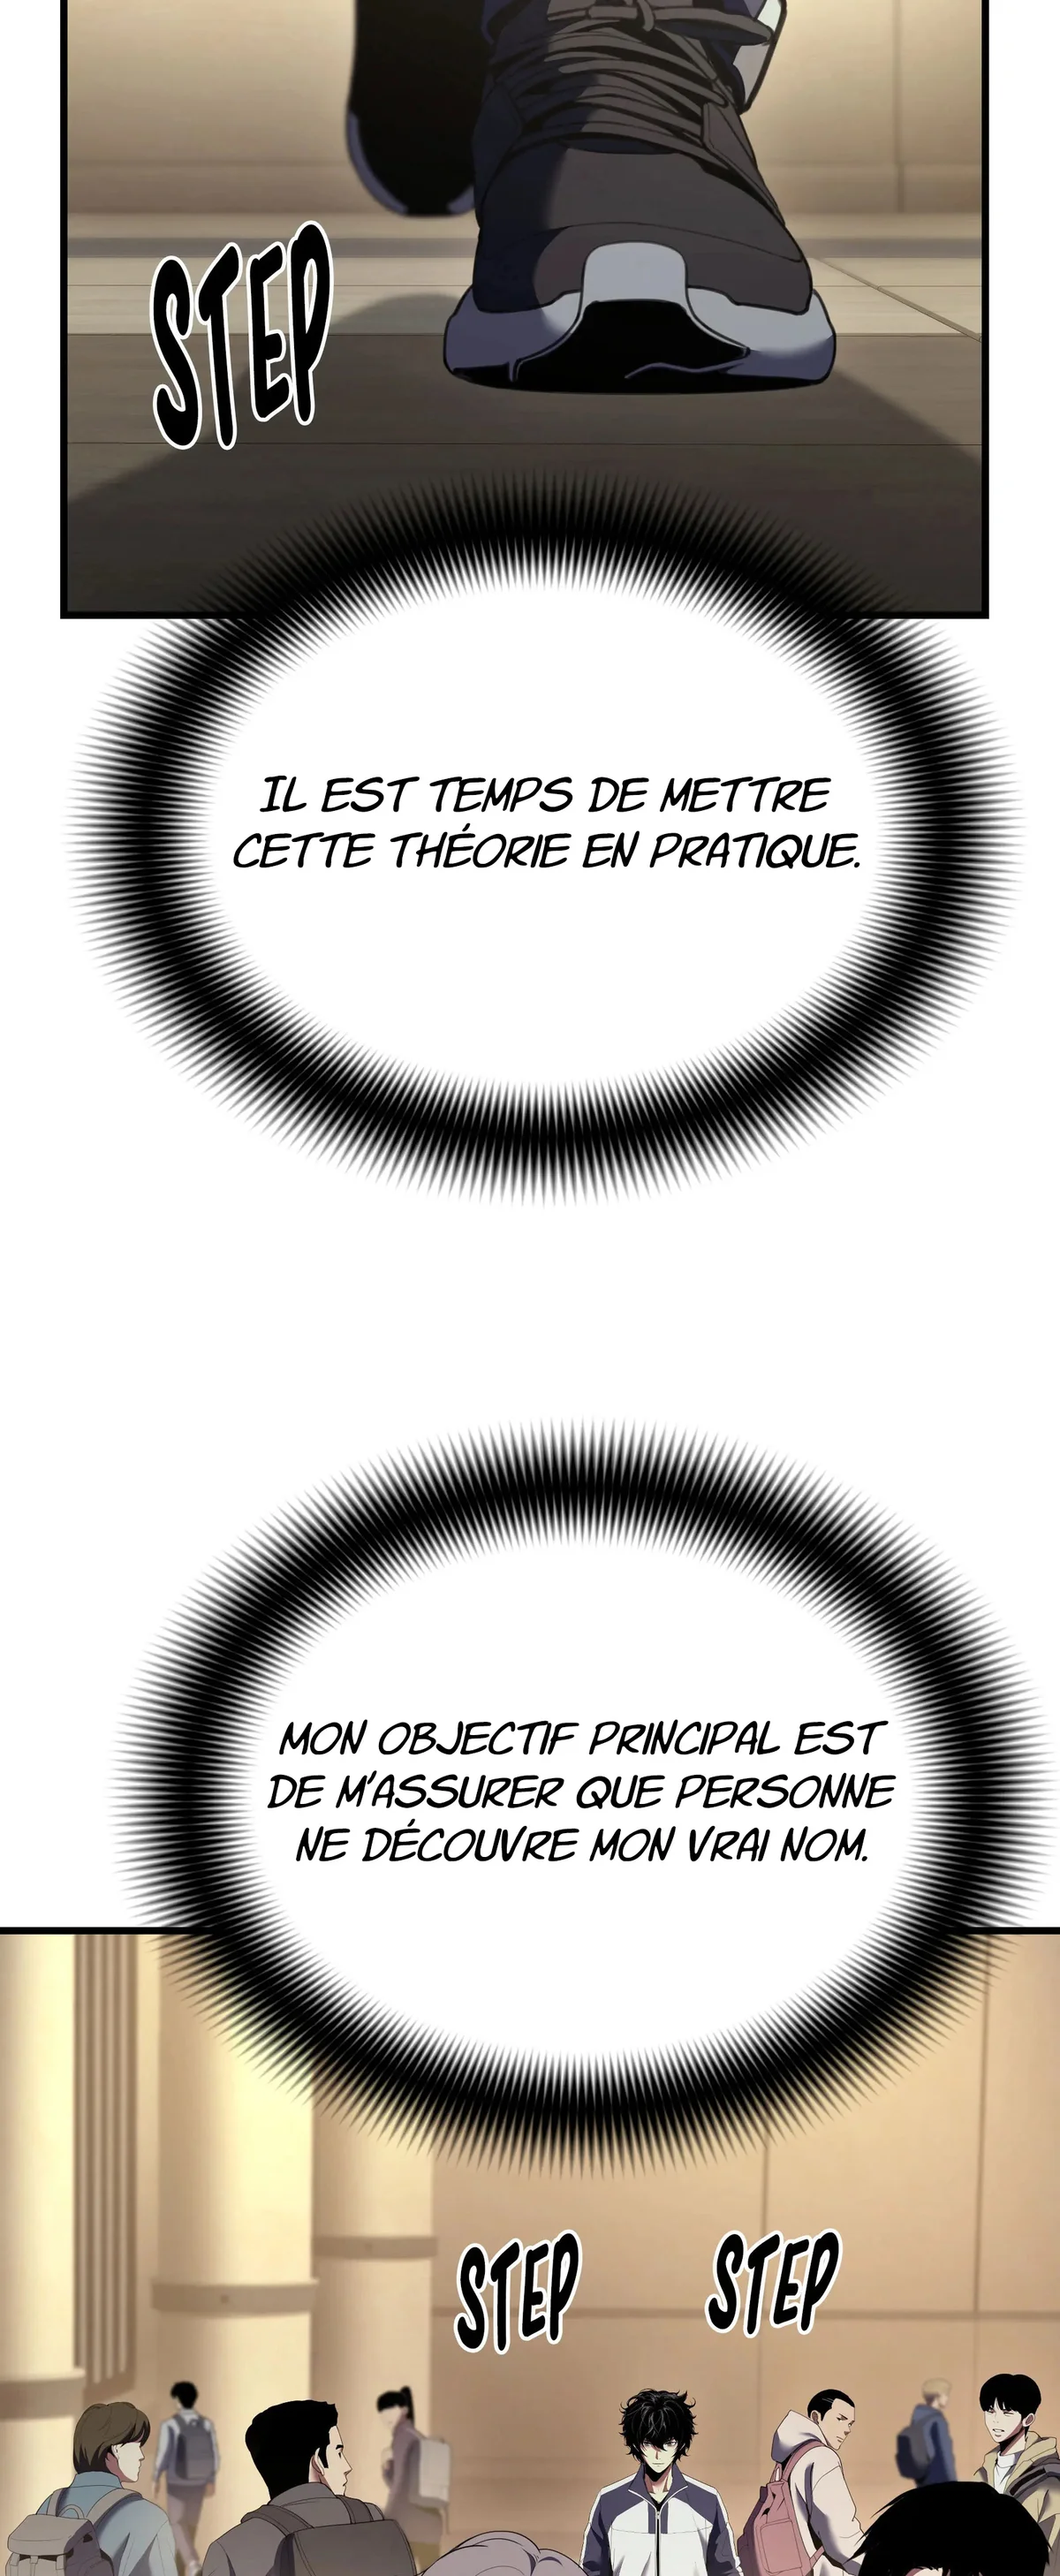 STEP
IL EST TEMPS DE METTRE
CETTE THÉORIE EN PRATIQUE.
MON OBJECTIF PRINCIPAL EST
DE M'ASSURER QUE PERSONNE
NE DÉCOUVRE MON VRAI NOM.
STEP STEP